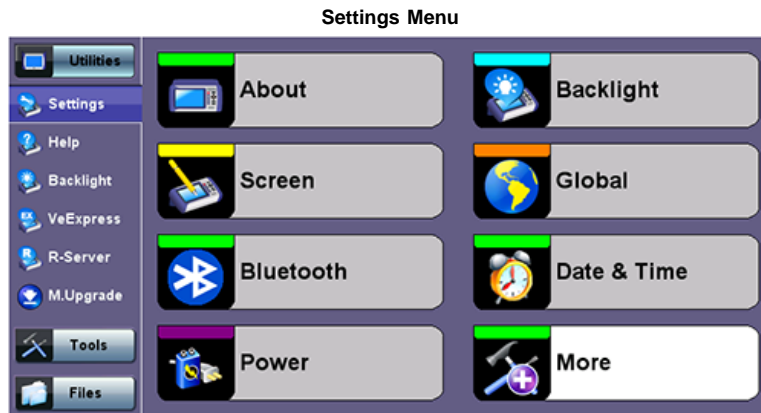 Settings Menu
Utilities
Settings
Help
Backlight
VeExpress
R-Server
M.Upgrade
Tools
Files
About
Backlight
Screen
Global
Bluetooth
Date & Time
Power
More